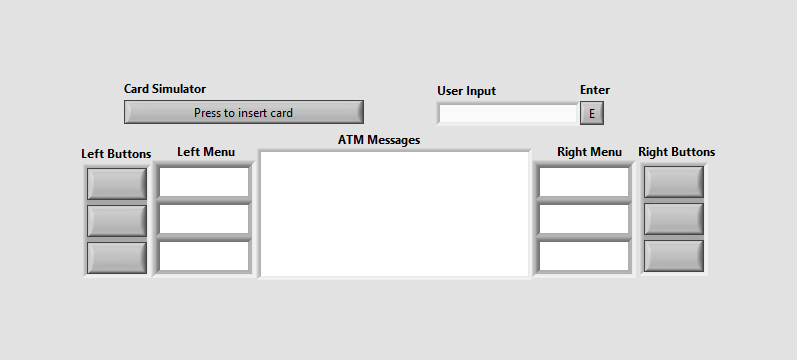 Card Simulator
Press to insert card
User Input
Enter
E
ATM Messages
Left Buttons
Left Menu
Right Menu
Right Buttons